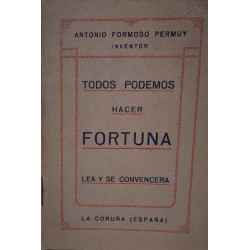 ANTONIO FORMOSO PERMUY
INVENTOR
TODOS PODEMOS
HACER
FORTUNA
LEA Y SE CONVENCERA
LA CORUÑA (ESPAÑA)